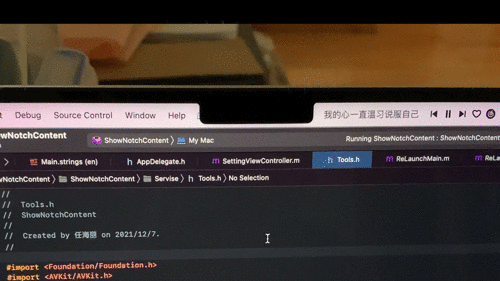 Debug Source Control Window Help 我的心一直温习说服自己
owNotchContent ShowNotchContent My Mac Running ShowNotchContent : ShowNotchConten
Main.strings (en) AppDelegate.h SettingViewController.m Tools.h ReLaunchMain.m ReLa
owNotchContent ShowNotchContent Servise Tools.h No Selection
//
// Tools.h
// ShowNotchContent
//
// Created by 任海丽 on 2021/12/7.
//
#import <Foundation/Foundation.h>
#import <AVKit/AVKit.h>